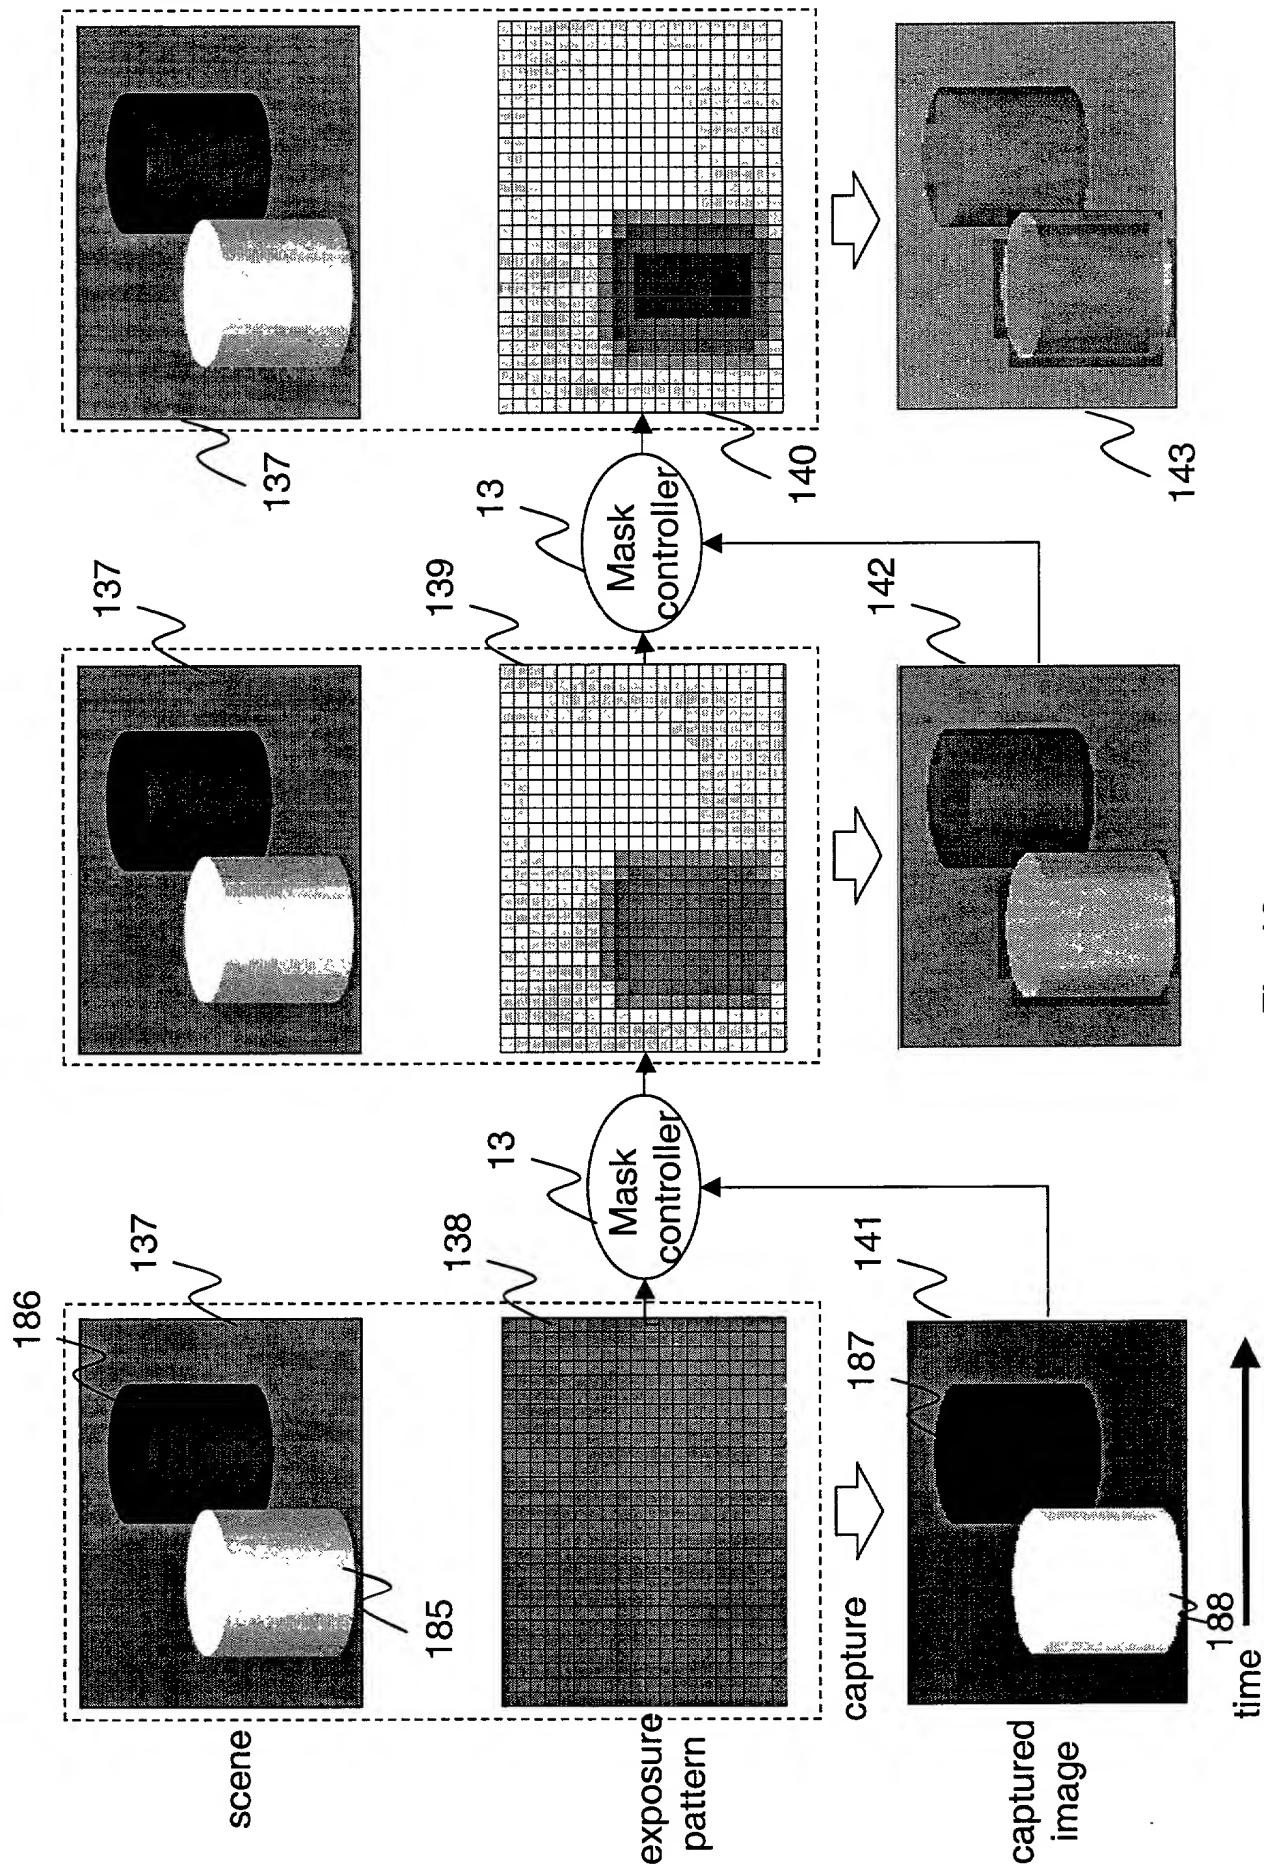 186
137
137
137
scene
185
138
13
139
13
140
exposure
pattern
Mask
controller
Mask
controller
capture
187
141
142
143
captured
image
188
time